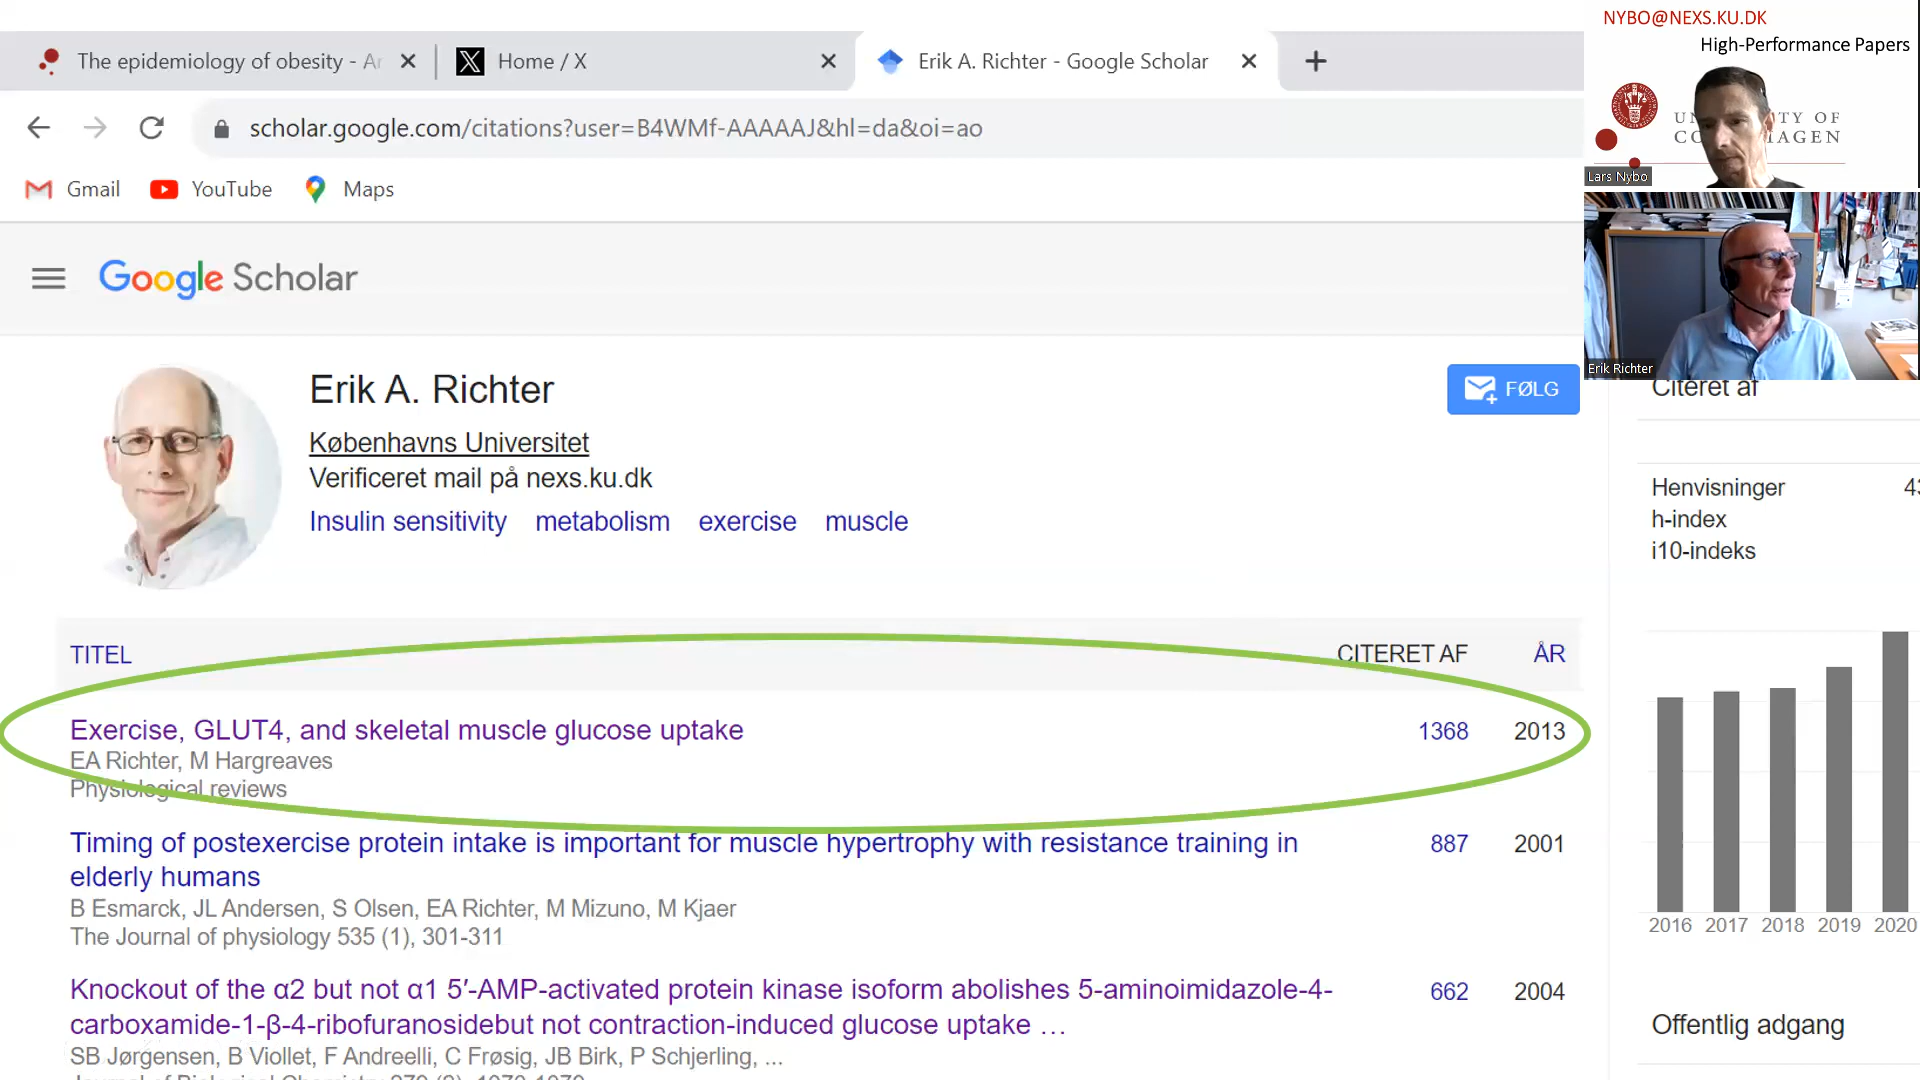 NYBO@NEXS.KU.DK
High-Performance Papers
The epidemiology of obesity - Ar
Home / X
Erik A. Richter - Google Scholar
scholar.google.com/citations?user=B4WMf-AAAAAJ&hl=da&oi=ao
Gmail YouTube Maps
Lars Nybo
Erik Richter
Google Scholar
Erik A. Richter
FØLG
Københavns Universitet
Verificeret mail på nexs.ku.dk
Insulin sensitivity metabolism exercise muscle
Citeret af
Henvisninger 43
h-index
i10-indeks
TITEL CITERET AF ÅR
Exercise, GLUT4, and skeletal muscle glucose uptake 1368 2013
EA Richter, M Hargreaves
Physiological reviews
Timing of postexercise protein intake is important for muscle hypertrophy with resistance training in 887 2001
elderly humans
B Esmarck, JL Andersen, S Olsen, EA Richter, M Mizuno, M Kjaer
The Journal of physiology 535 (1), 301-311
Knockout of the α2 but not α1 5′-AMP-activated protein kinase isoform abolishes 5-aminoimidazole-4- 662 2004
carboxamide-1-β-4-ribofuranosidebut not contraction-induced glucose uptake …
SB Jørgensen, B Viollet, F Andreelli, C Frøsig, JB Birk, P Schjerling, ...
2016 2017 2018 2019 2020
Offentlig adgang